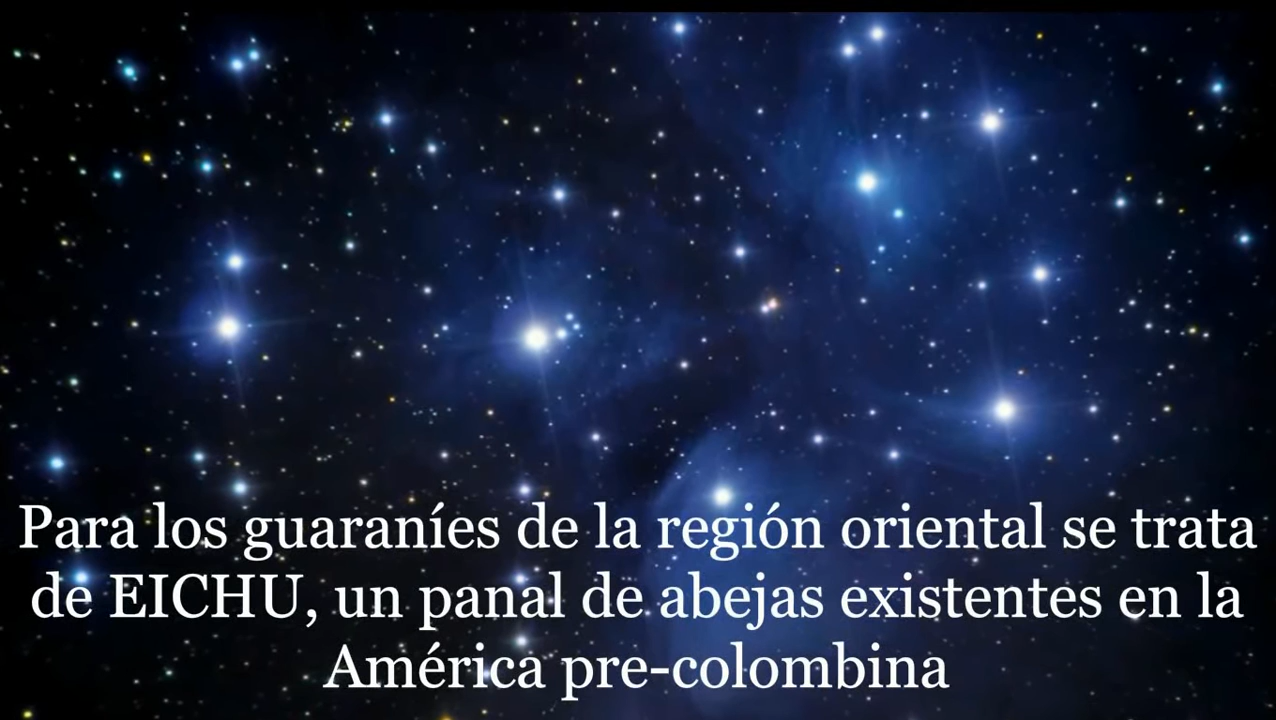 Para los guaraníes de la región oriental se trata
de EICHU, un panal de abejas existentes en la
América pre-colombina